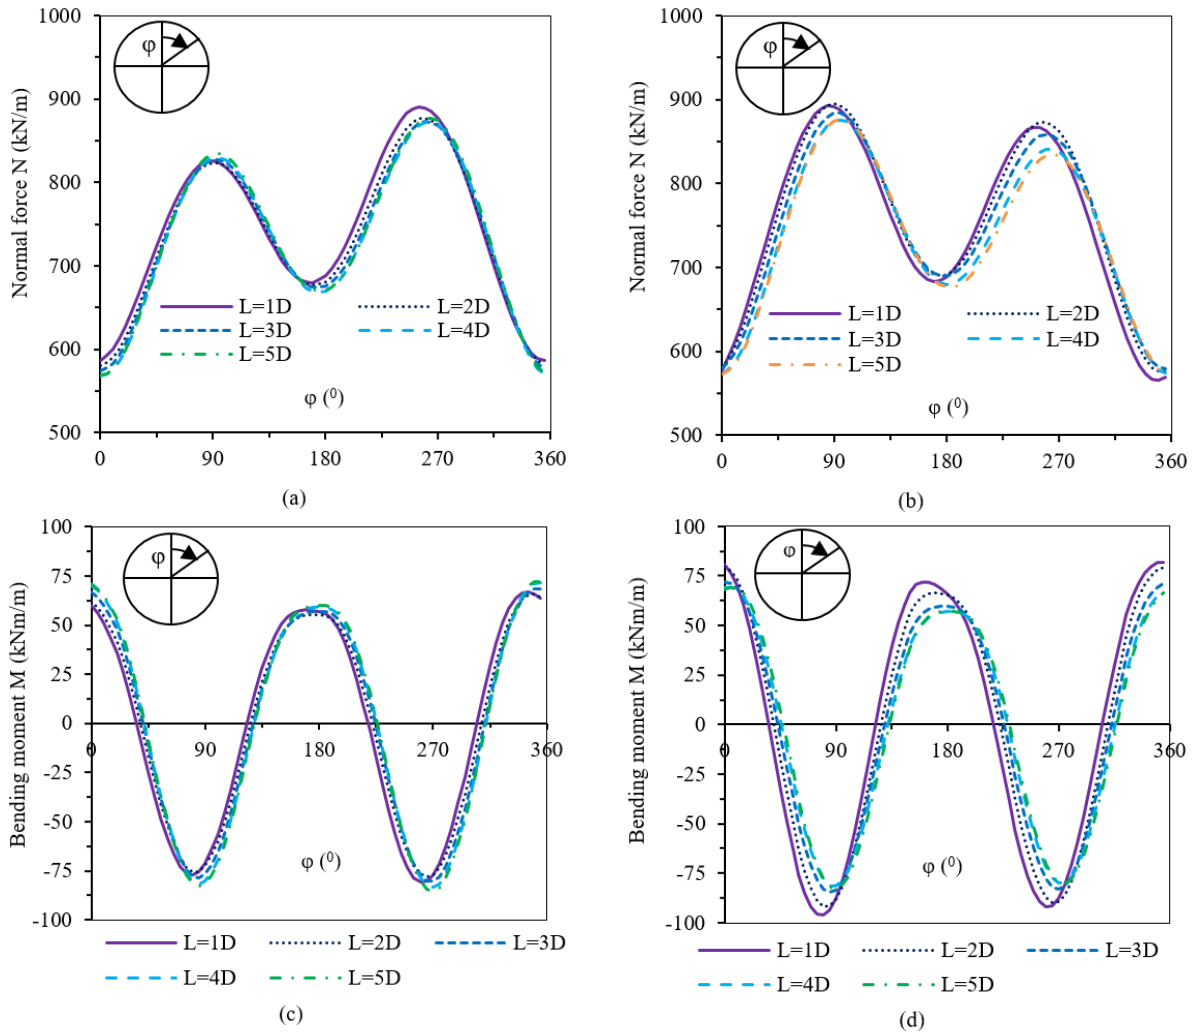 1000
900
800
700
600
500
Normal force N (kN/m)
φ
L=1D
L=2D
L=3D
L=4D
L=5D
φ (⁰)
0
90
180
270
360
(a)
1000
900
800
700
600
500
Normal force N (kN/m)
φ
L=1D
L=2D
L=3D
L=4D
L=5D
φ (⁰)
0
90
180
270
360
(b)
100
75
50
25
0
-25
-50
-75
-100
Bending moment M (kNm/m)
φ
0
90
180
270
360
φ (⁰)
L=1D
L=2D
L=3D
L=4D
L=5D
(c)
100
75
50
25
0
-25
-50
-75
-100
Bending moment M (kNm/m)
φ
0
90
180
270
360
φ (⁰)
L=1D
L=2D
L=3D
L=4D
L=5D
(d)